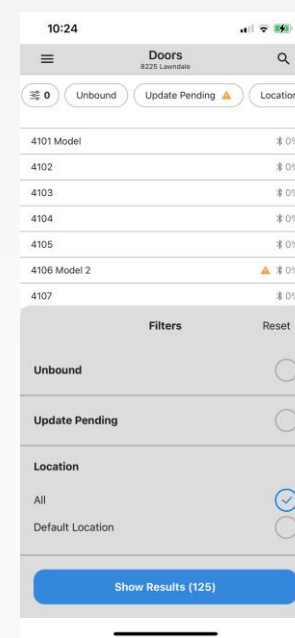 10:24
Doors
8225 Lawndale
0 Unbound Update Pending Location
4101 Model 0%
4102 0%
4103 0%
4104 0%
4105 0%
4106 Model 2 0%
4107 0%
Filters Reset
Unbound
Update Pending
Location
All
Default Location
Show Results (125)